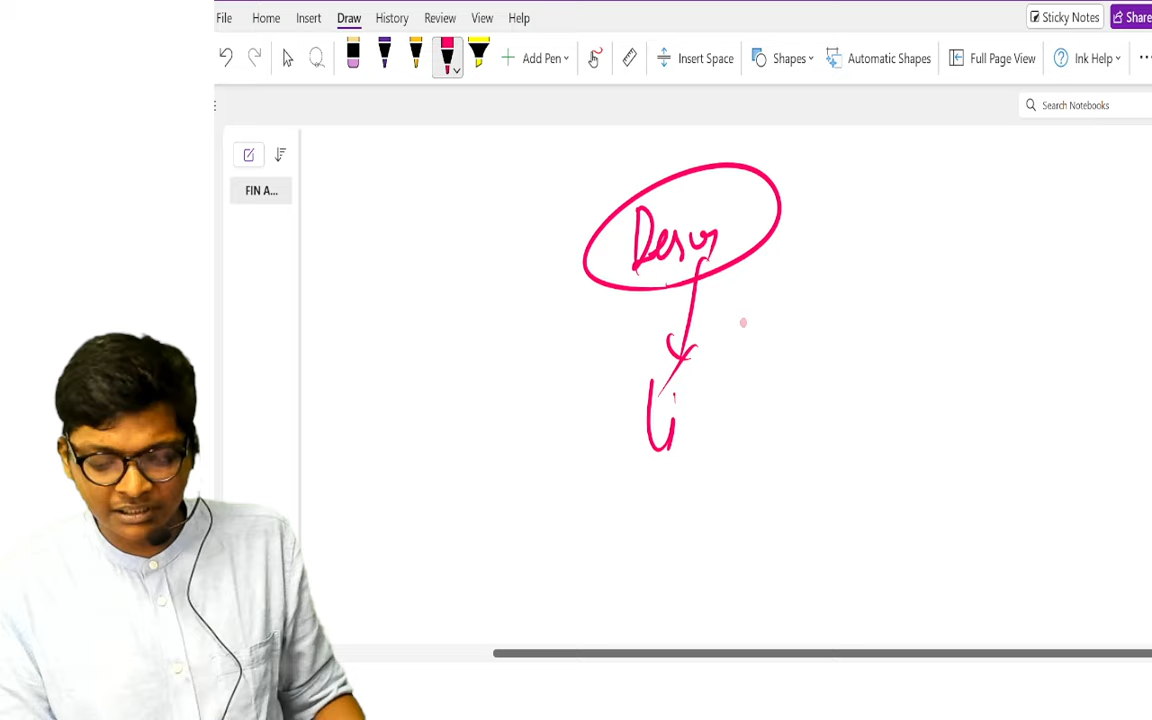 File Home Insert Draw History Review View Help Sticky Notes Share
Add Pen Insert Space Shapes Automatic Shapes Full Page View Ink Help
Search Notebooks
FIN A...
Li